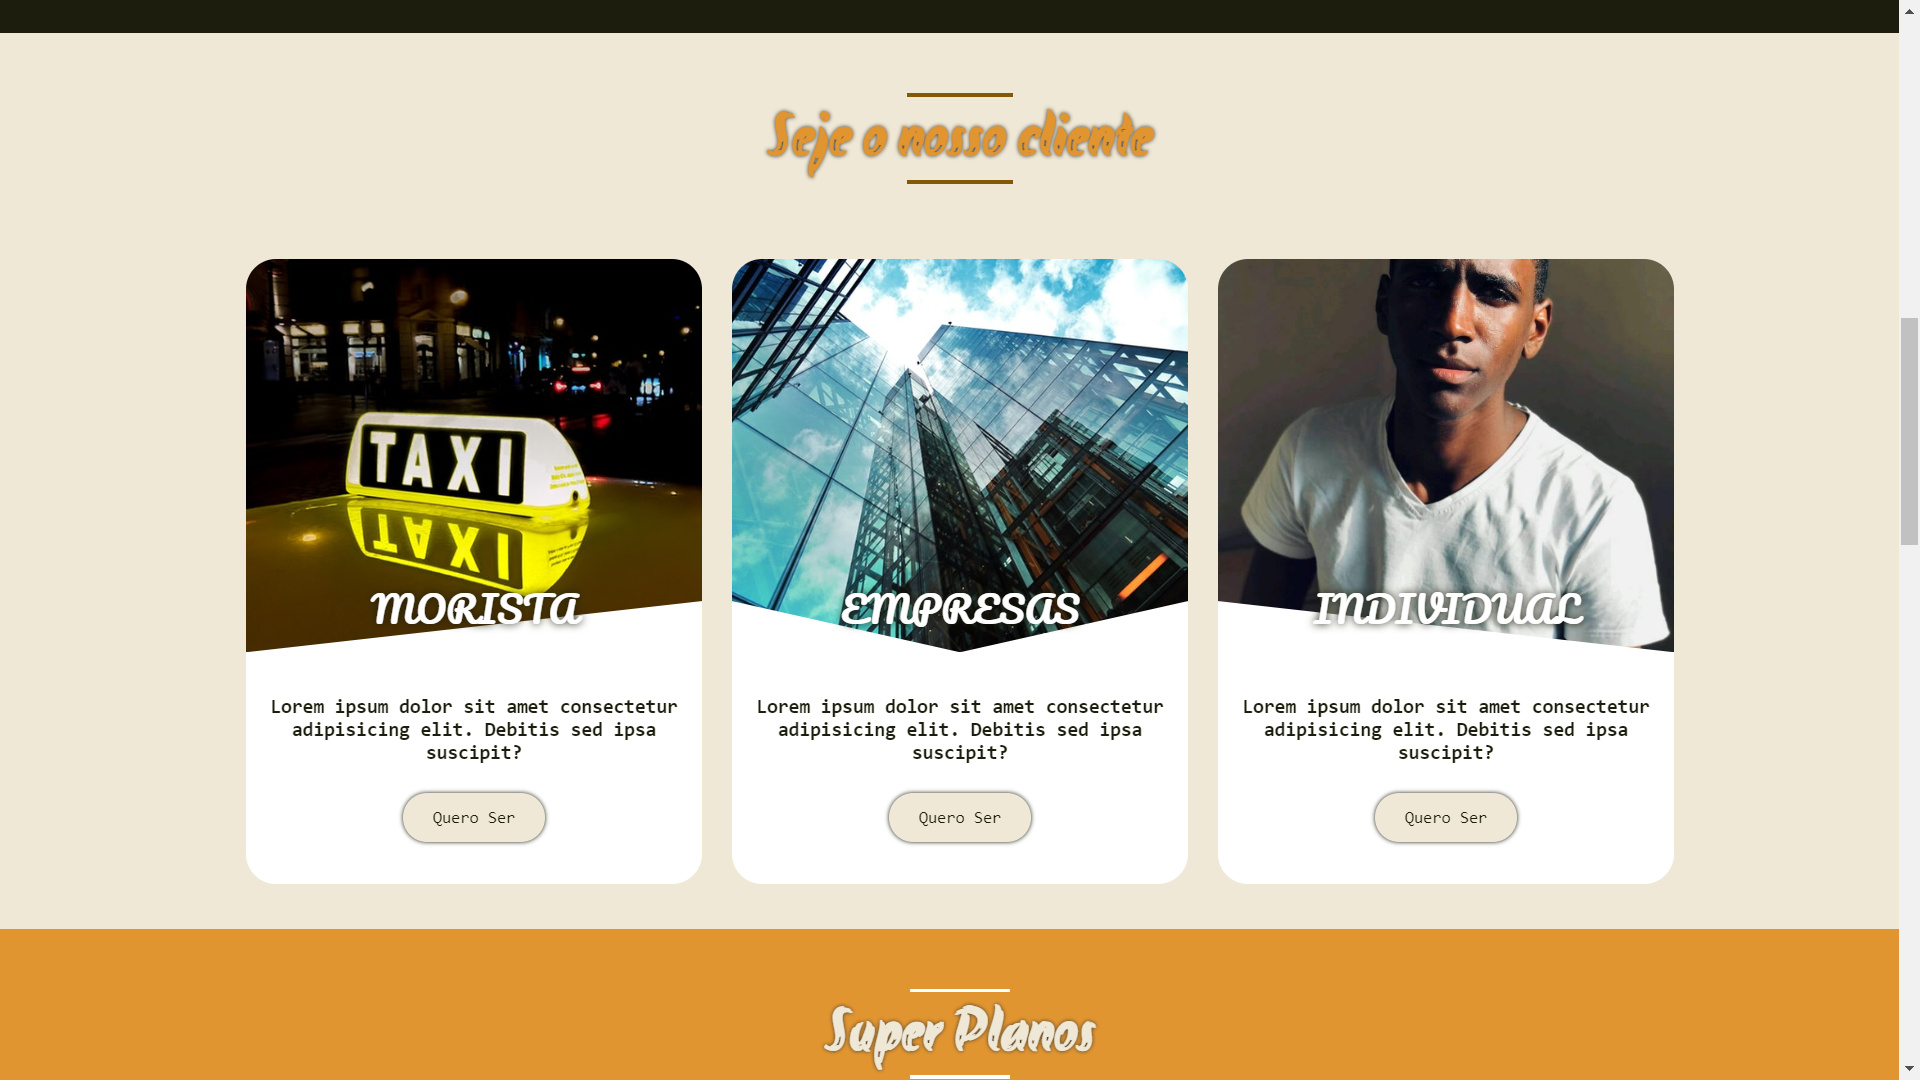 Seje o nosso cliente
TAXI
MORISTA
EMPRESAS
INDIVIDUAL
Lorem ipsum dolor sit amet consectetur
adipisicing elit. Debitis sed ipsa
suscipit?
Quero Ser
Lorem ipsum dolor sit amet consectetur
adipisicing elit. Debitis sed ipsa
suscipit?
Quero Ser
Lorem ipsum dolor sit amet consectetur
adipisicing elit. Debitis sed ipsa
suscipit?
Quero Ser
Super Planos